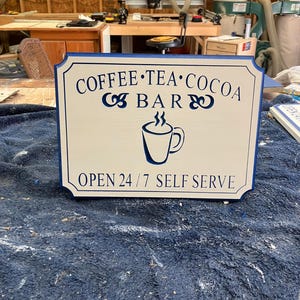 COFFEE•TEA•COCOA
BAR
OPEN 24/7 SELF SERVE